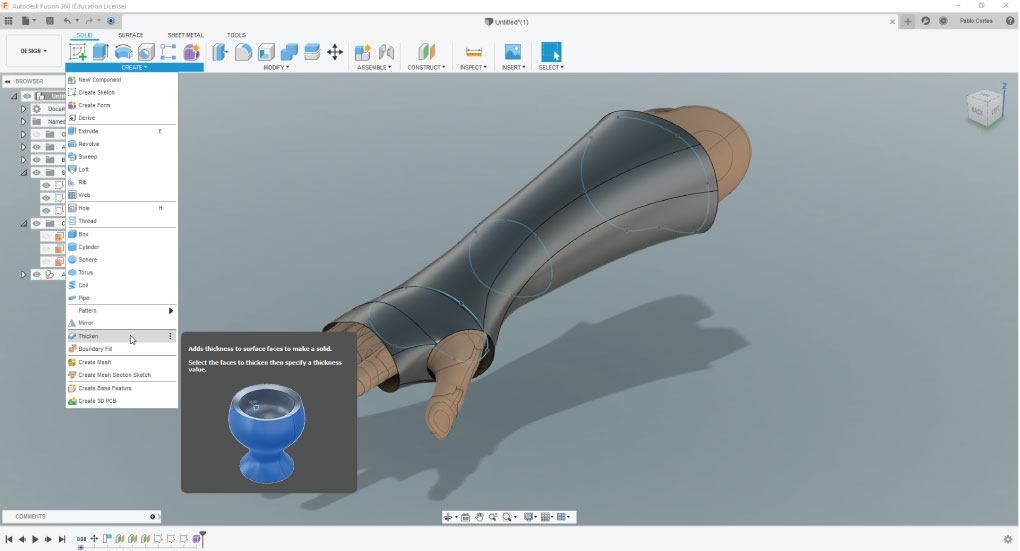 Autodesk Fusion 360 (Education License)
Untitled*(1)
Pablo Cortes
DESIGN
SOLID
SURFACE
SHEET METAL
TOOLS
CREATE
MODIFY
ASSEMBLE
CONSTRUCT
INSPECT
INSERT
SELECT
BROWSER
New Component
Create Sketch
Create Form
Derive
Extrude E
Revolve
Sweep
Loft
Rib
Web
Hole H
Thread
Box
Cylinder
Sphere
Torus
Coil
Pipe
Pattern
Mirror
Thicken
Boundary Fill
Create Mesh
Create Mesh Section Sketch
Create Base Feature
Create 3D PCB
Adds thickness to surface faces to make a solid.
Select the faces to thicken then specify a thickness
value.
Z
BACK
LEFT
COMMENTS